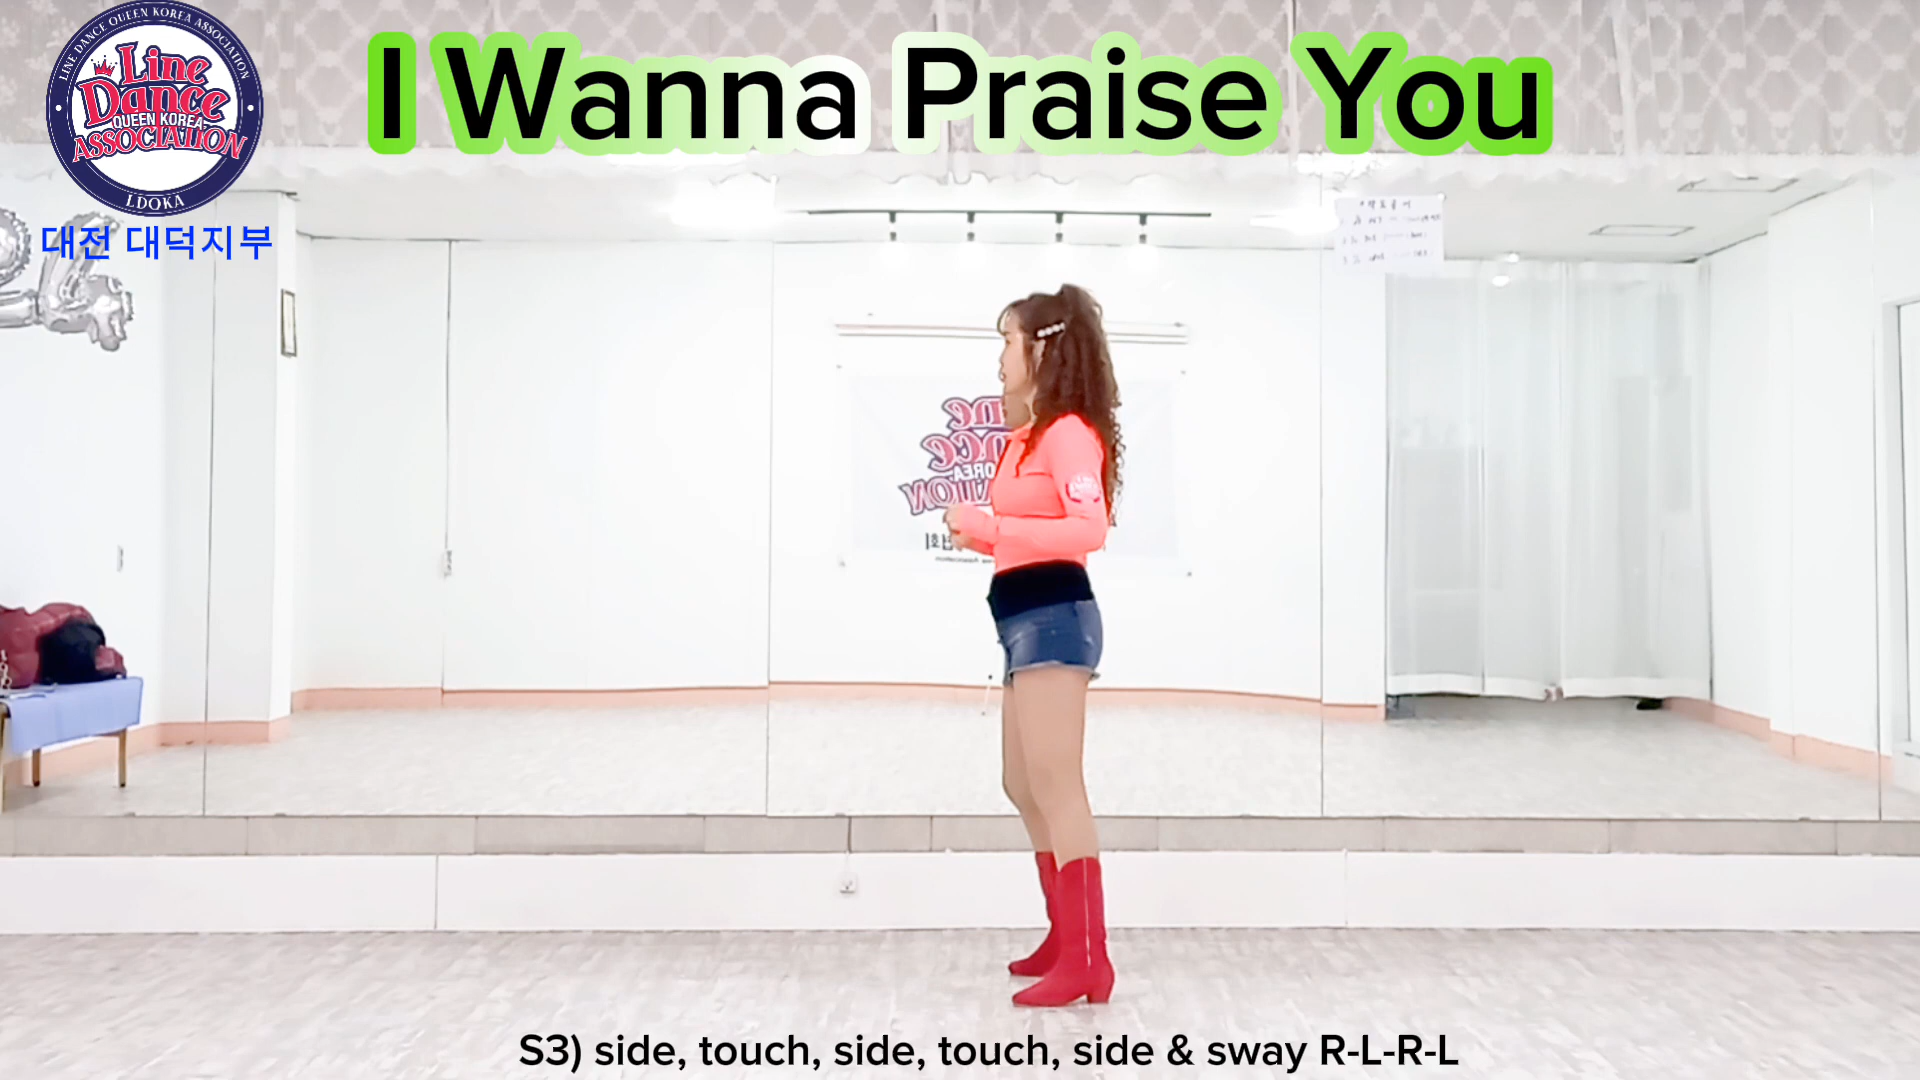 LINE DANCE QUEEN KOREA ASSOCIATION
Line
Dance
QUEEN KOREA
ASSOCIATION
LDOKA
대전 대덕지부
I Wanna Praise You
S3) side, touch, side, touch, side & sway R-L-R-L